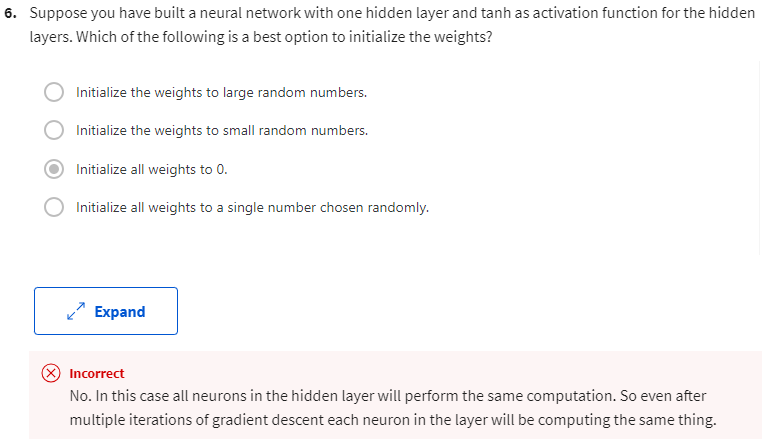 6. Suppose you have built a neural network with one hidden layer and tanh as activation function for the hidden
layers. Which of the following is a best option to initialize the weights?
Initialize the weights to large random numbers.
Initialize the weights to small random numbers.
Initialize all weights to 0.
Initialize all weights to a single number chosen randomly.
Expand
Incorrect
No. In this case all neurons in the hidden layer will perform the same computation. So even after
multiple iterations of gradient descent each neuron in the layer will be computing the same thing.